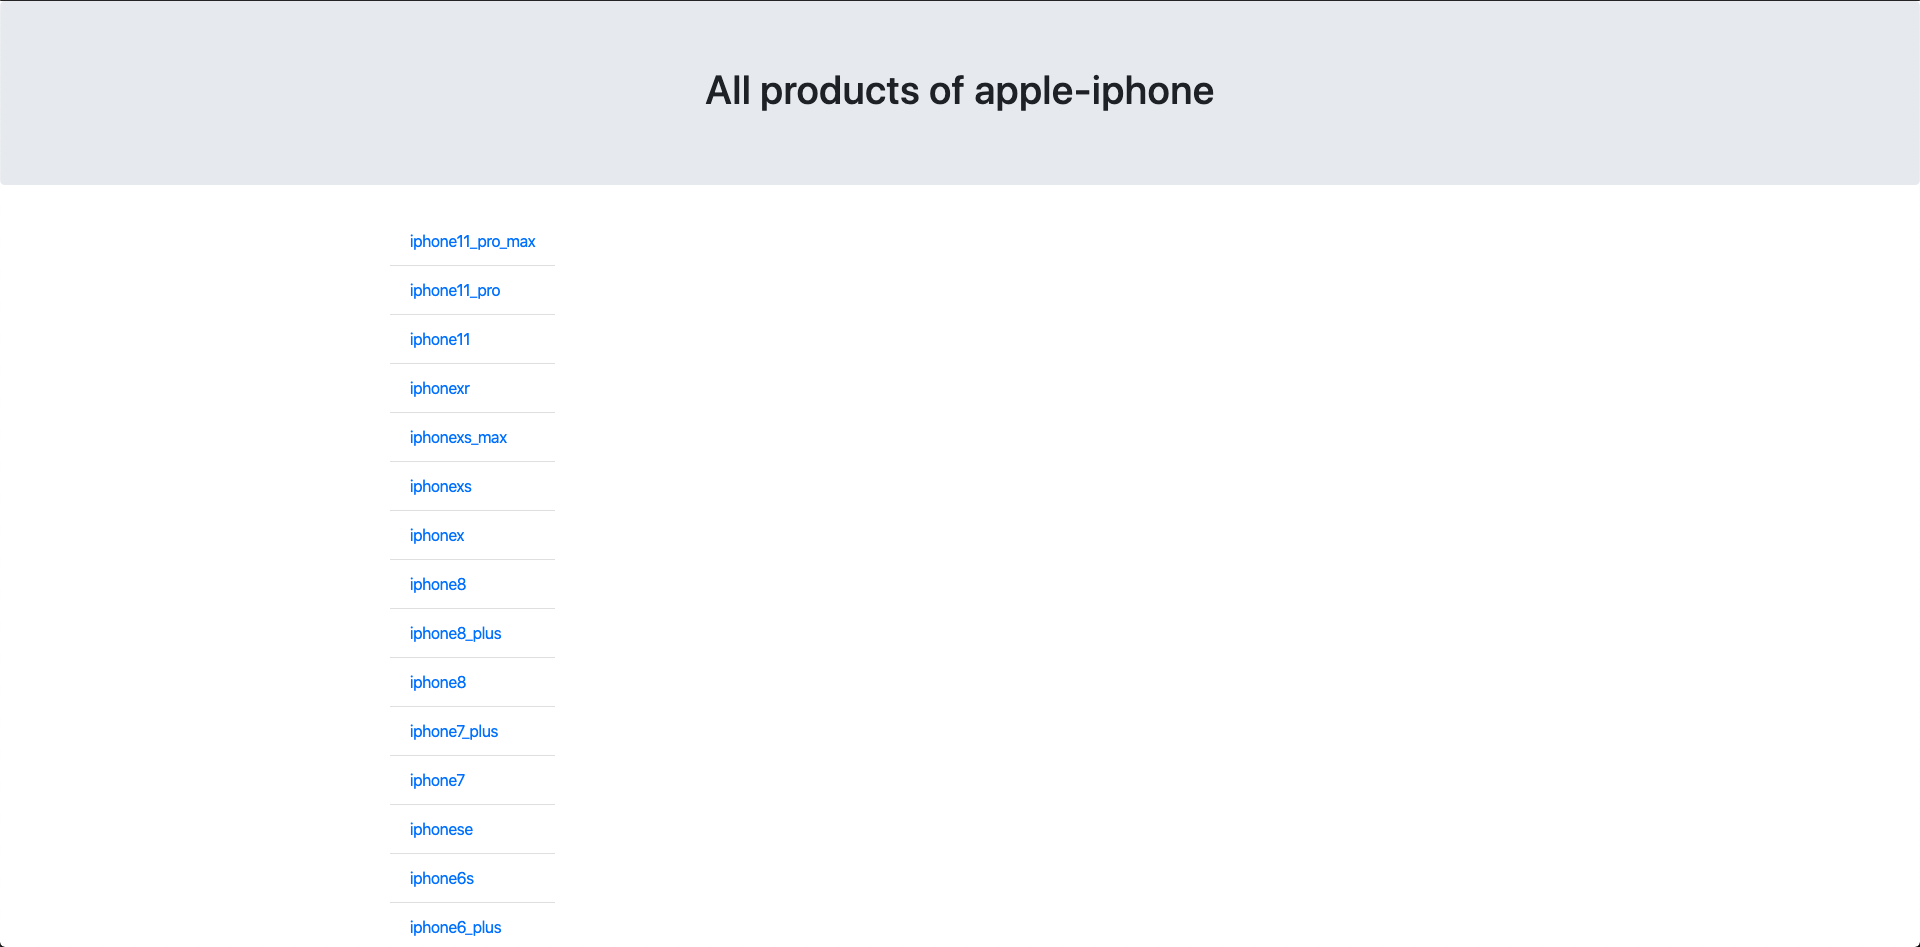 All products of apple-iphone
iphone11_pro_max
iphone11_pro
iphone11
iphonexr
iphonexs_max
iphonexs
iphonex
iphone8
iphone8_plus
iphone8
iphone7_plus
iphone7
iphonese
iphone6s
iphone6_plus